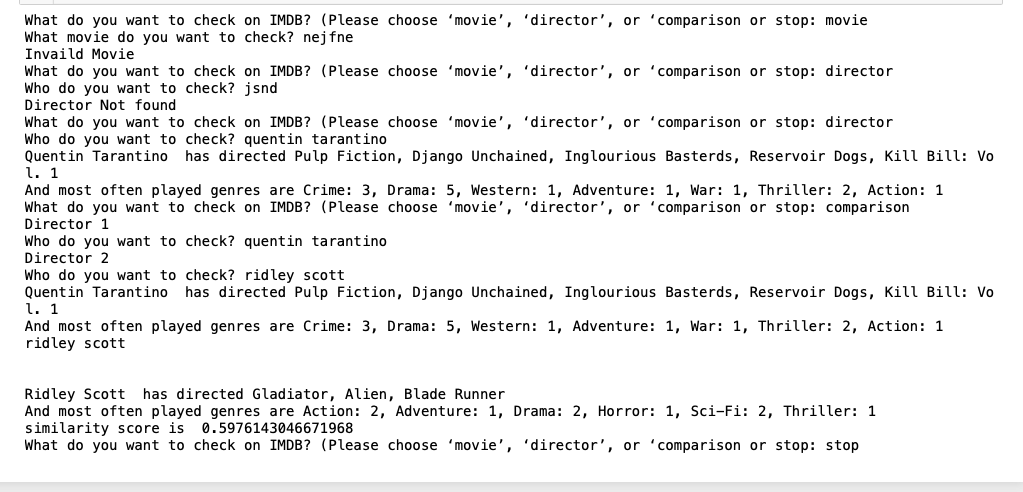 What do you want to check on IMDB? (Please choose ‘movie’, ‘director’, or ‘comparison or stop: movie
What movie do you want to check? nejfne
Invaild Movie
What do you want to check on IMDB? (Please choose ‘movie’, ‘director’, or ‘comparison or stop: director
Who do you want to check? jsnd
Director Not found
What do you want to check on IMDB? (Please choose ‘movie’, ‘director’, or ‘comparison or stop: director
Who do you want to check? quentin tarantino
Quentin Tarantino  has directed Pulp Fiction, Django Unchained, Inglourious Basterds, Reservoir Dogs, Kill Bill: Vo
l. 1
And most often played genres are Crime: 3, Drama: 5, Western: 1, Adventure: 1, War: 1, Thriller: 2, Action: 1
What do you want to check on IMDB? (Please choose ‘movie’, ‘director’, or ‘comparison or stop: comparison
Director 1
Who do you want to check? quentin tarantino
Director 2
Who do you want to check? ridley scott
Quentin Tarantino  has directed Pulp Fiction, Django Unchained, Inglourious Basterds, Reservoir Dogs, Kill Bill: Vo
l. 1
And most often played genres are Crime: 3, Drama: 5, Western: 1, Adventure: 1, War: 1, Thriller: 2, Action: 1
ridley scott
Ridley Scott  has directed Gladiator, Alien, Blade Runner
And most often played genres are Action: 2, Adventure: 1, Drama: 2, Horror: 1, Sci-Fi: 2, Thriller: 1
similarity score is  0.5976143046671968
What do you want to check on IMDB? (Please choose ‘movie’, ‘director’, or ‘comparison or stop: stop